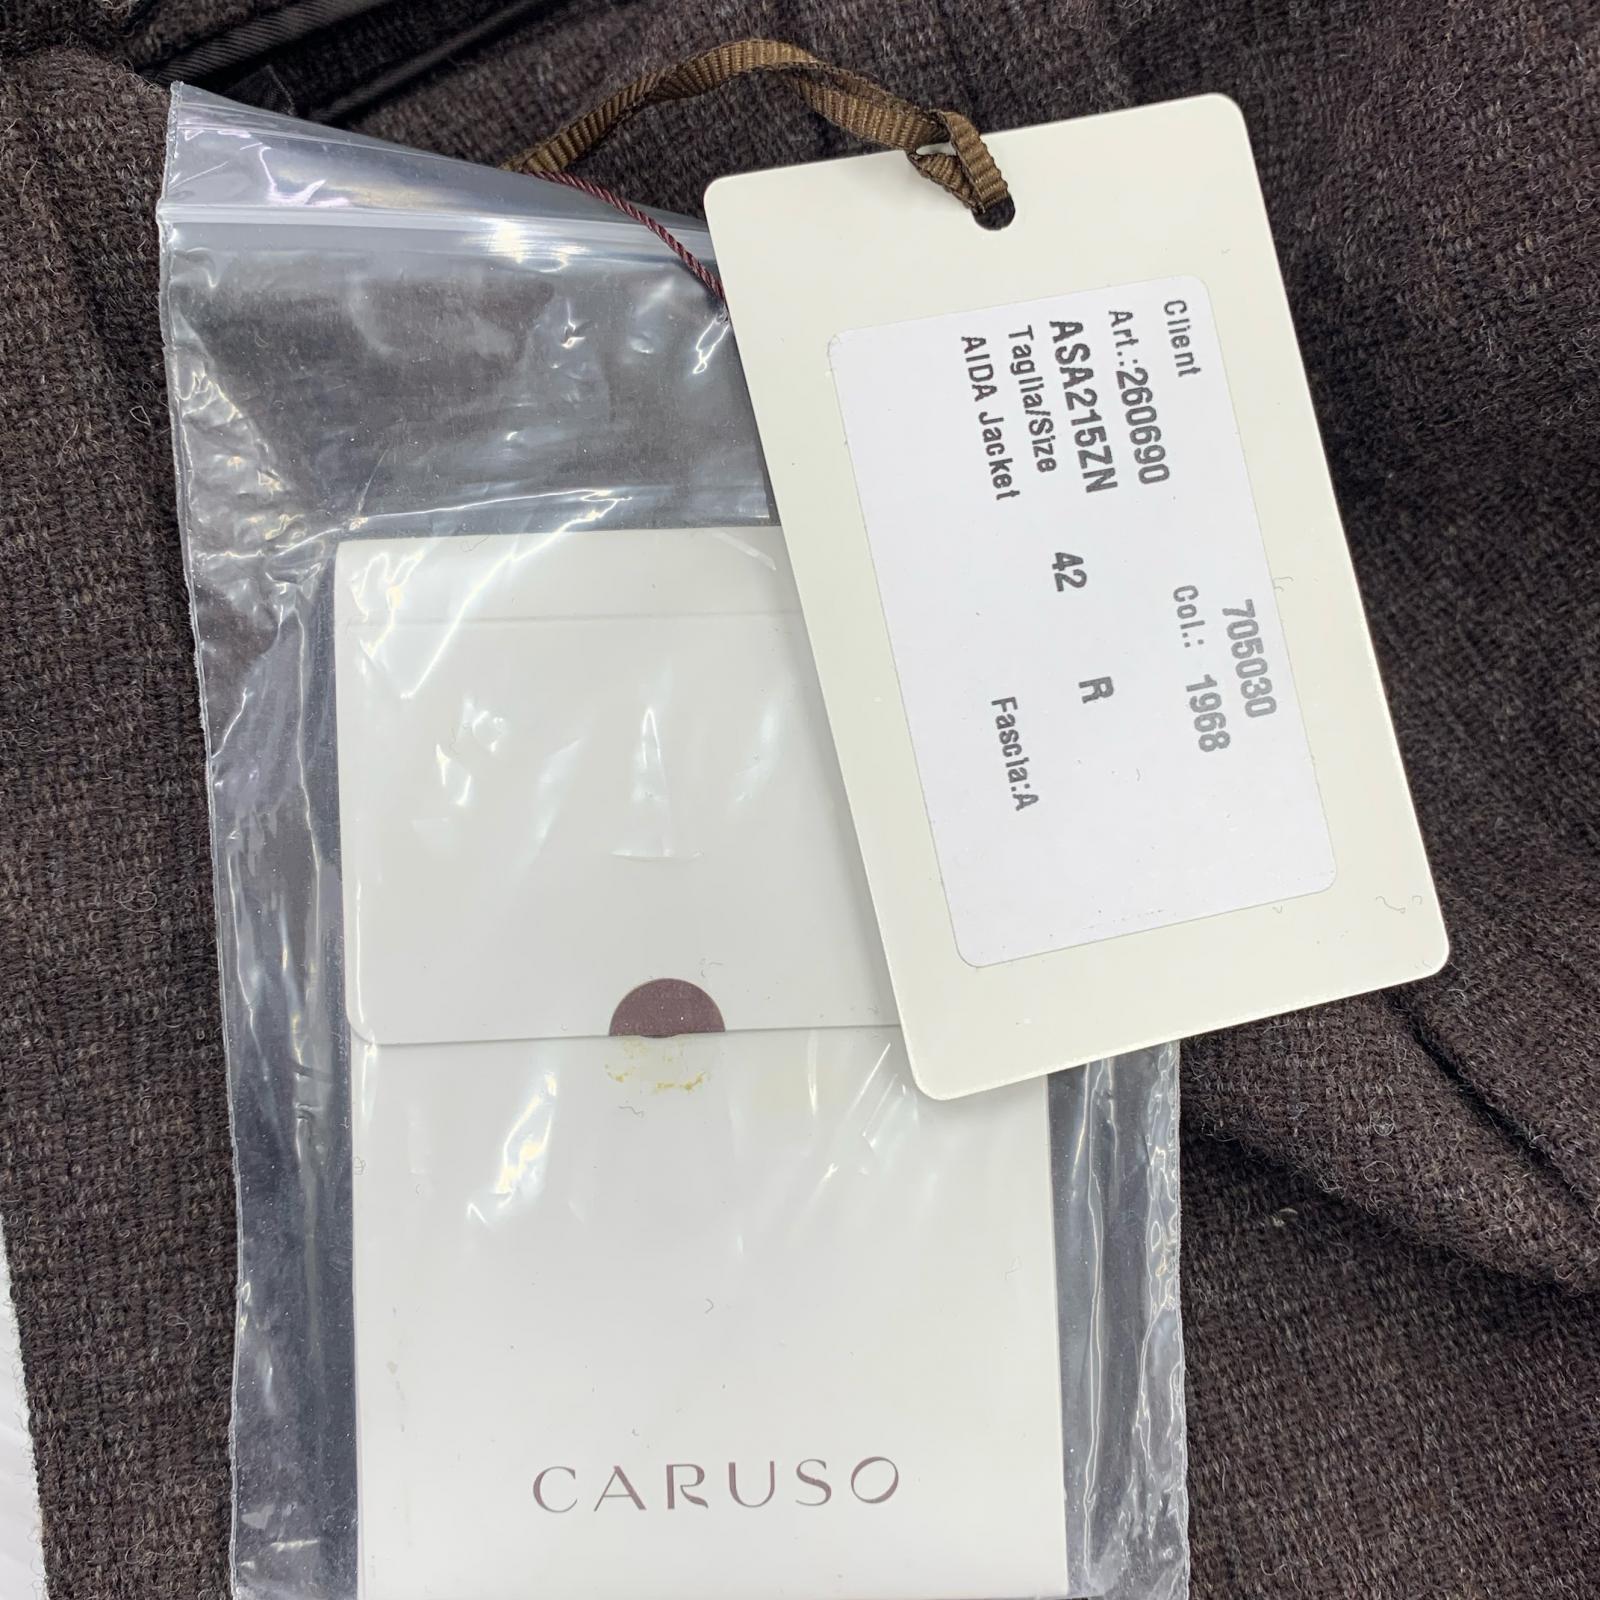 Client 705030
Art.:260690 Col.: 1968
ASA215ZN
Taglia/Size 42 R
AIDA Jacket Fascia:A
CARUSO